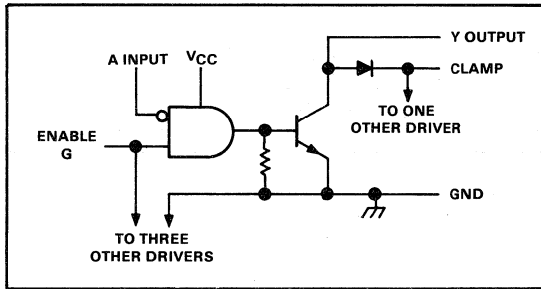 Y OUTPUT
A INPUT
VCC
CLAMP
TO ONE
OTHER DRIVER
ENABLE
G
GND
TO THREE
OTHER DRIVERS